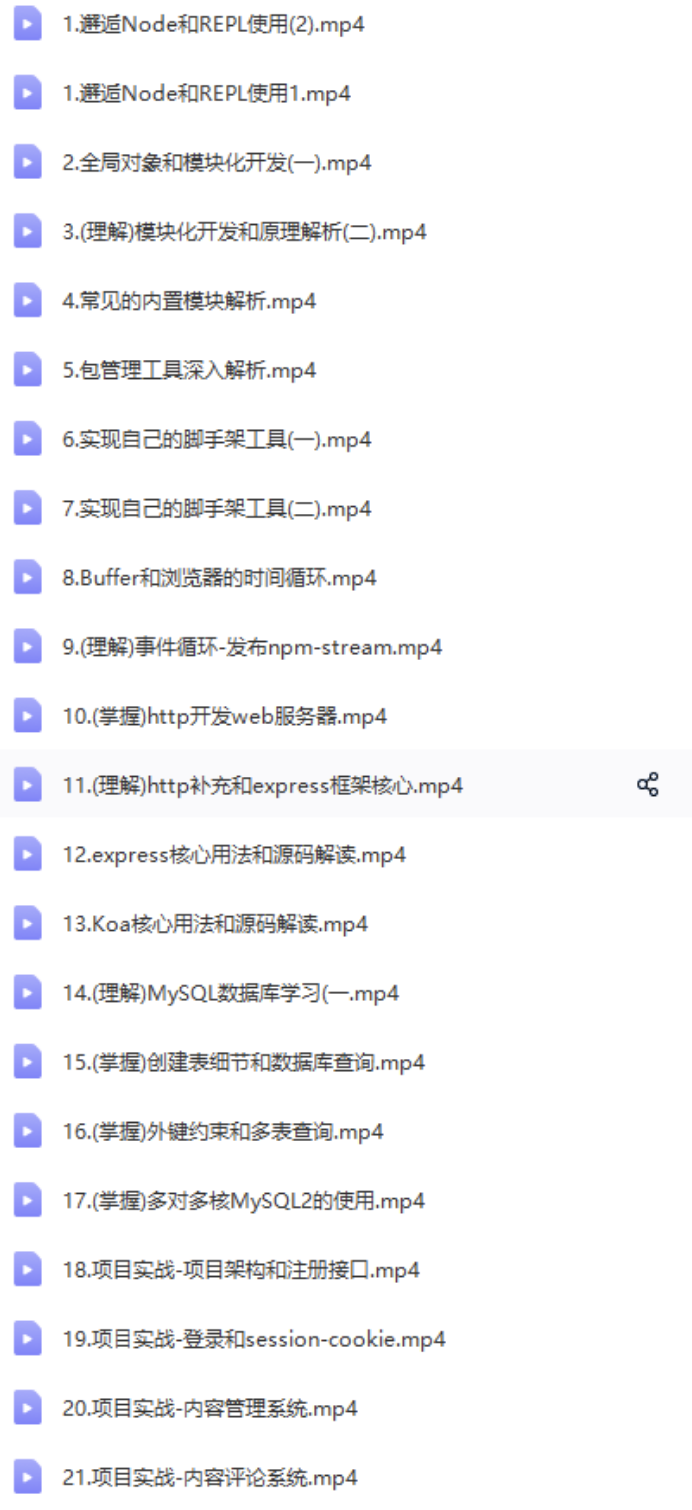 1.邂逅Node和REPL使用(2).mp4
1.邂逅Node和REPL使用1.mp4
2.全局对象和模块化开发(一).mp4
3.(理解)模块化开发和原理解析(二).mp4
4.常见的内置模块解析.mp4
5.包管理工具深入解析.mp4
6.实现自己的脚手架工具(一).mp4
7.实现自己的脚手架工具(二).mp4
8.Buffer和浏览器的时间循环.mp4
9.(理解)事件循环-发布npm-stream.mp4
10.(掌握)http开发web服务器.mp4
11.(理解)http补充和express框架核心.mp4
12.express核心用法和源码解读.mp4
13.Koa核心用法和源码解读.mp4
14.(理解)MySQL数据库学习(一.mp4
15.(掌握)创建表细节和数据库查询.mp4
16.(掌握)外键约束和多表查询.mp4
17.(掌握)多对多核MySQL2的使用.mp4
18.项目实战-项目架构和注册接口.mp4
19.项目实战-登录和session-cookie.mp4
20.项目实战-内容管理系统.mp4
21.项目实战-内容评论系统.mp4